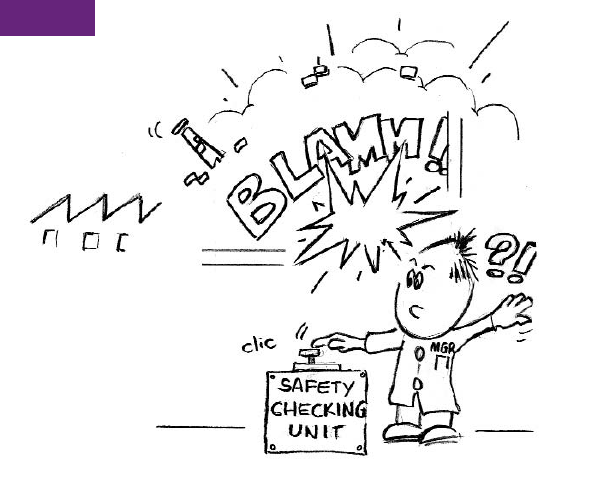 BLAMM!
?!
clic
MGR
SAFETY
CHECKING
UNIT